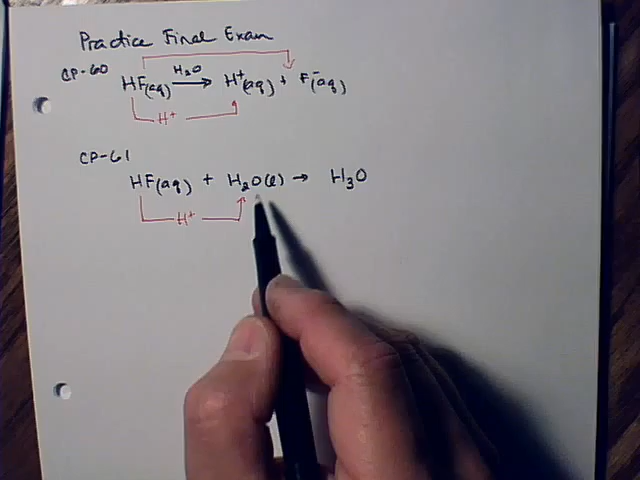 Practice Final Exam
CP-60 HF(aq) H₂O → H⁺(aq) + F⁻(aq)
H⁺
CP-61
HF(aq) + H₂O(l) → H₃O
H⁺